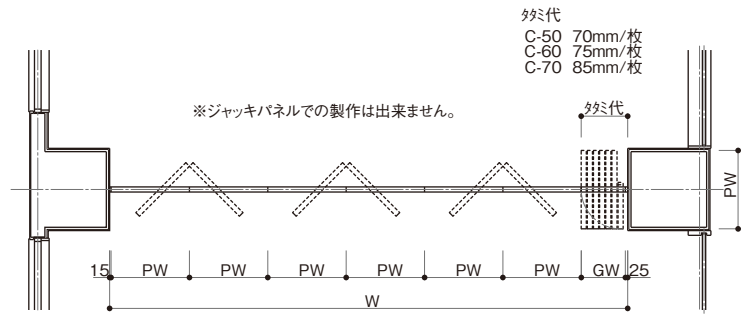 タタミ代
C-50 70mm/枚
C-60 75mm/枚
C-70 85mm/枚
※ジャッキパネルでの製作は出来ません。
タタミ代
PW
15 PW PW PW PW PW PW GW 25
W